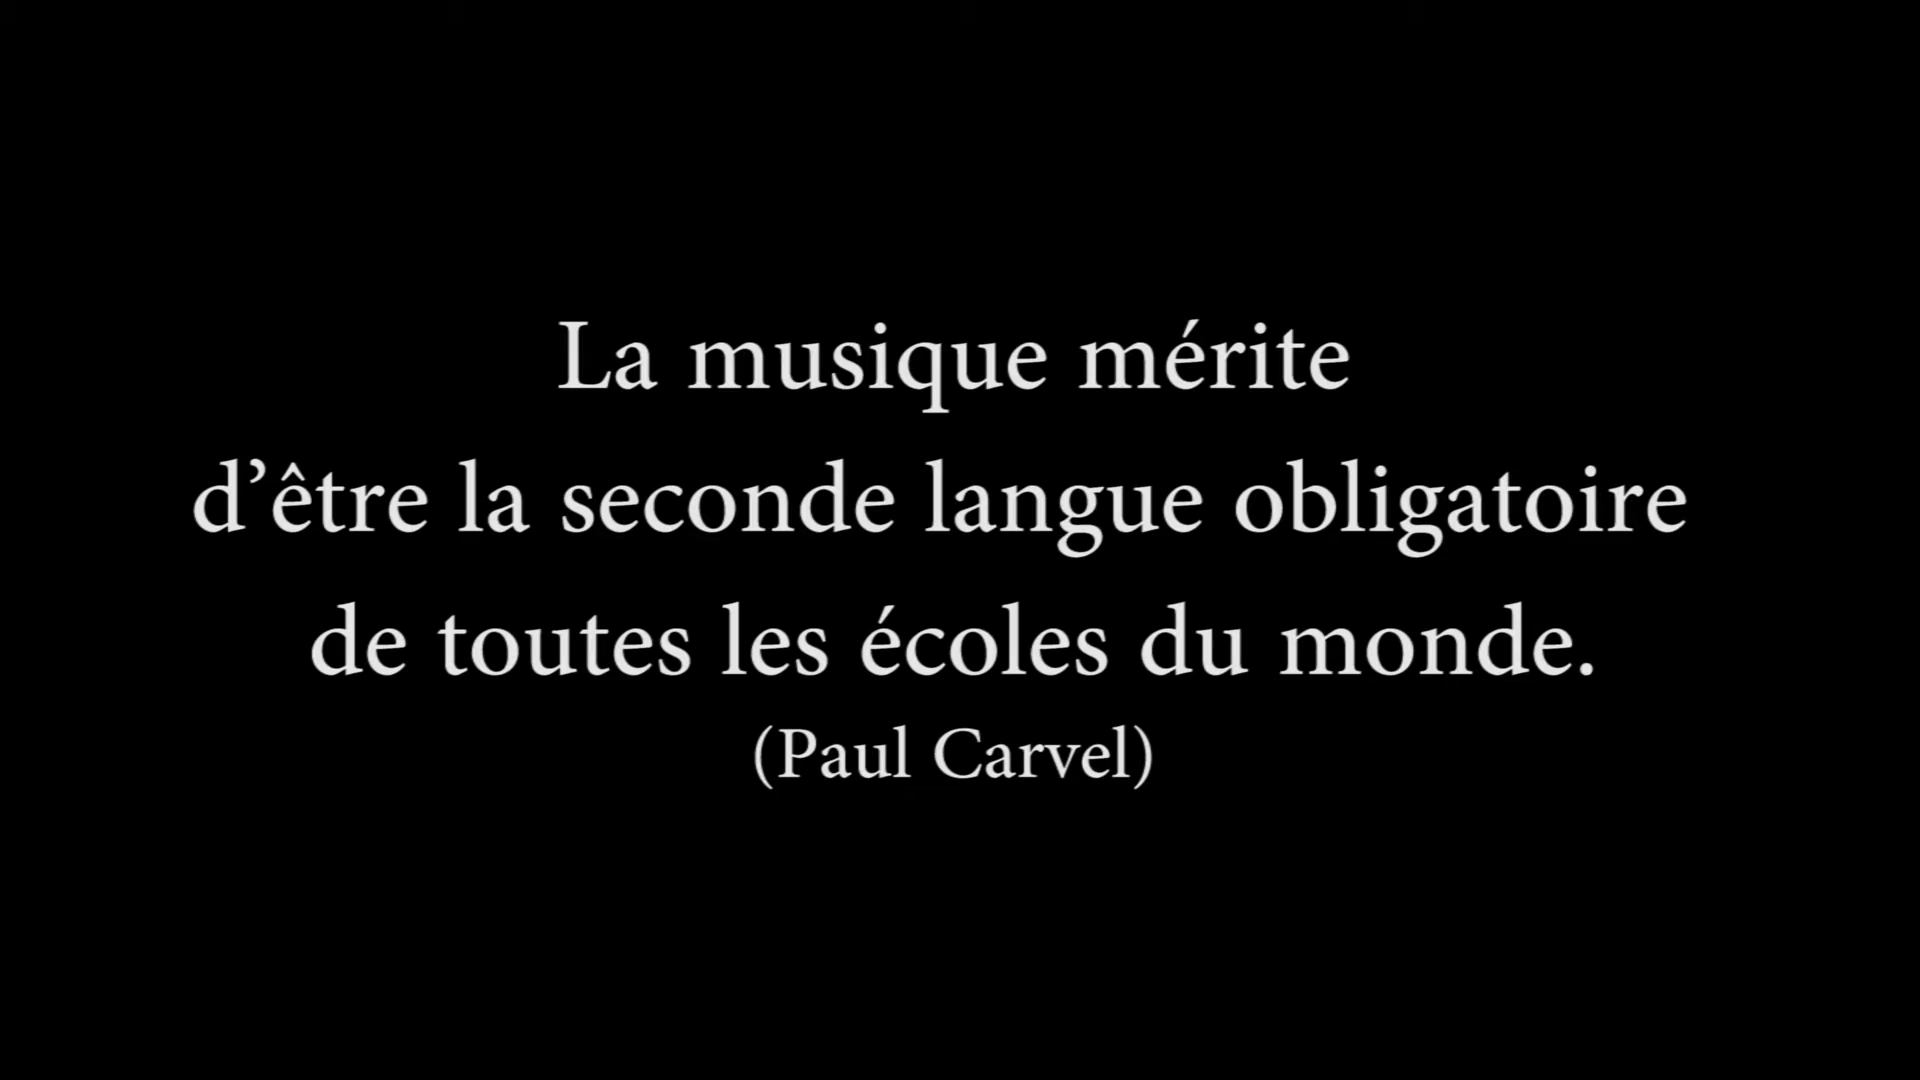 La musique mérite
d’être la seconde langue obligatoire
de toutes les écoles du monde.
(Paul Carvel)